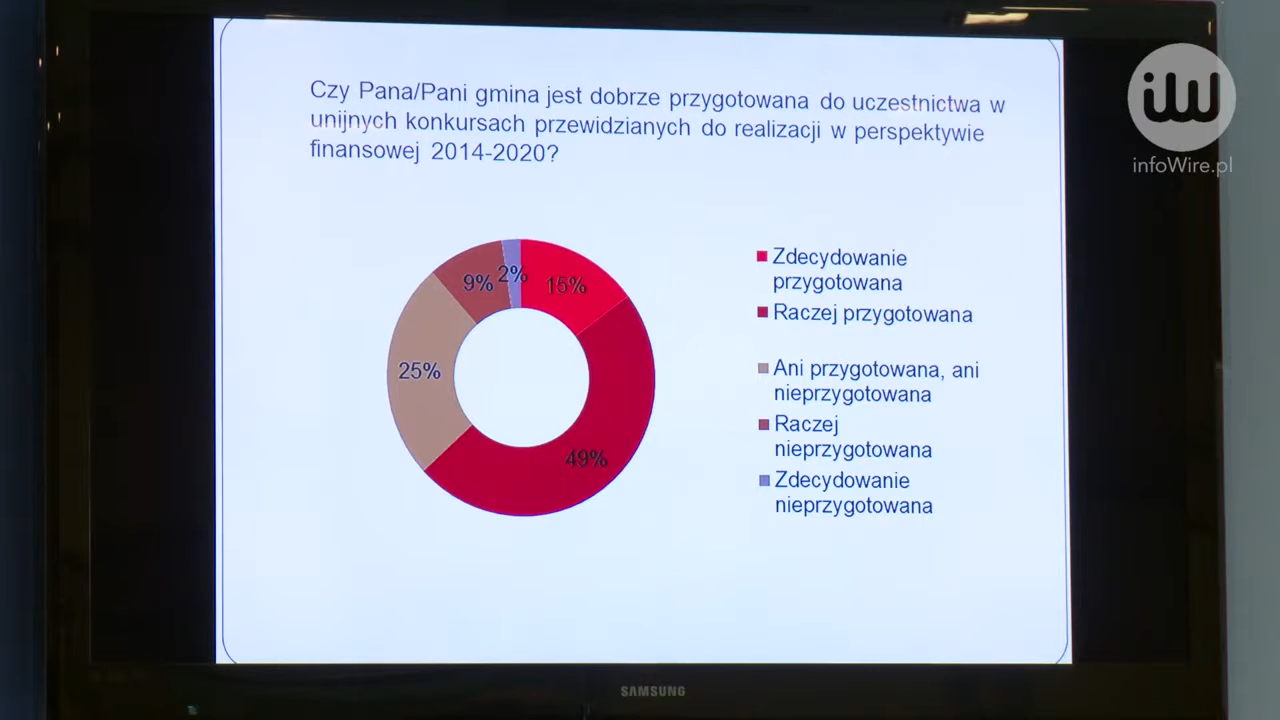 Czy Pana/Pani gmina jest dobrze przygotowana do uczestnictwa w
unijnych konkursach przewidzianych do realizacji w perspektywie
finansowej 2014-2020?
iw
infoWire.pl
9%
2%
15%
25%
49%
Zdecydowanie
przygotowana
Raczej przygotowana
Ani przygotowana, ani
nieprzygotowana
Raczej
nieprzygotowana
Zdecydowanie
nieprzygotowana
SAMSUNG